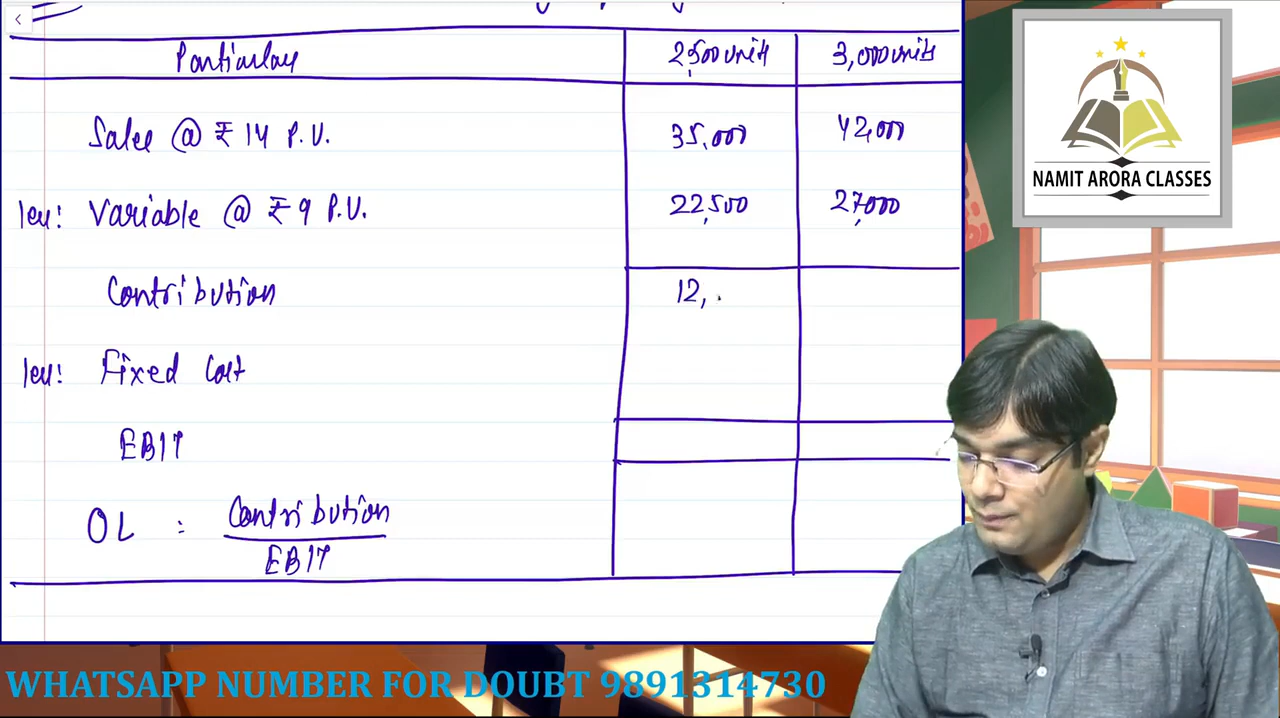 Particulars 2,500 units 3,000 units
Sales @ ₹ 14 P.U. 35,000 42,000
less: Variable @ ₹ 9 P.U. 22,500 27,000
Contribution 12,
less: Fixed Cost
EBIT
OL = Contribution
EBIT
NAMIT ARORA CLASSES
WHATSAPP NUMBER FOR DOUBT 9891314730